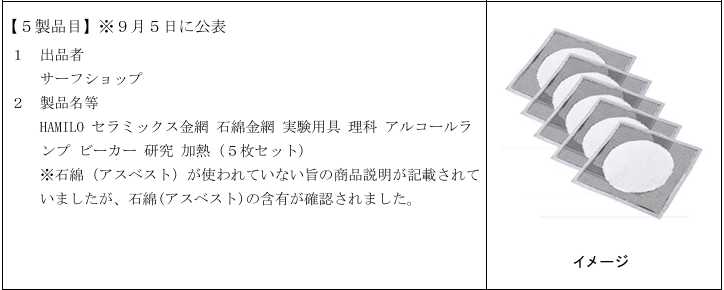 【５製品目】※９月５日に公表
１　出品者
サーフショップ
２　製品名等
HAMILO セラミックス金網 石綿金網 実験用具 理科 アルコールラ
ンプ ビーカー 研究 加熱（５枚セット）
※石綿（アスベスト）が使われていない旨の商品説明が記載されて
いましたが、石綿(アスベスト)の含有が確認されました。
イメージ